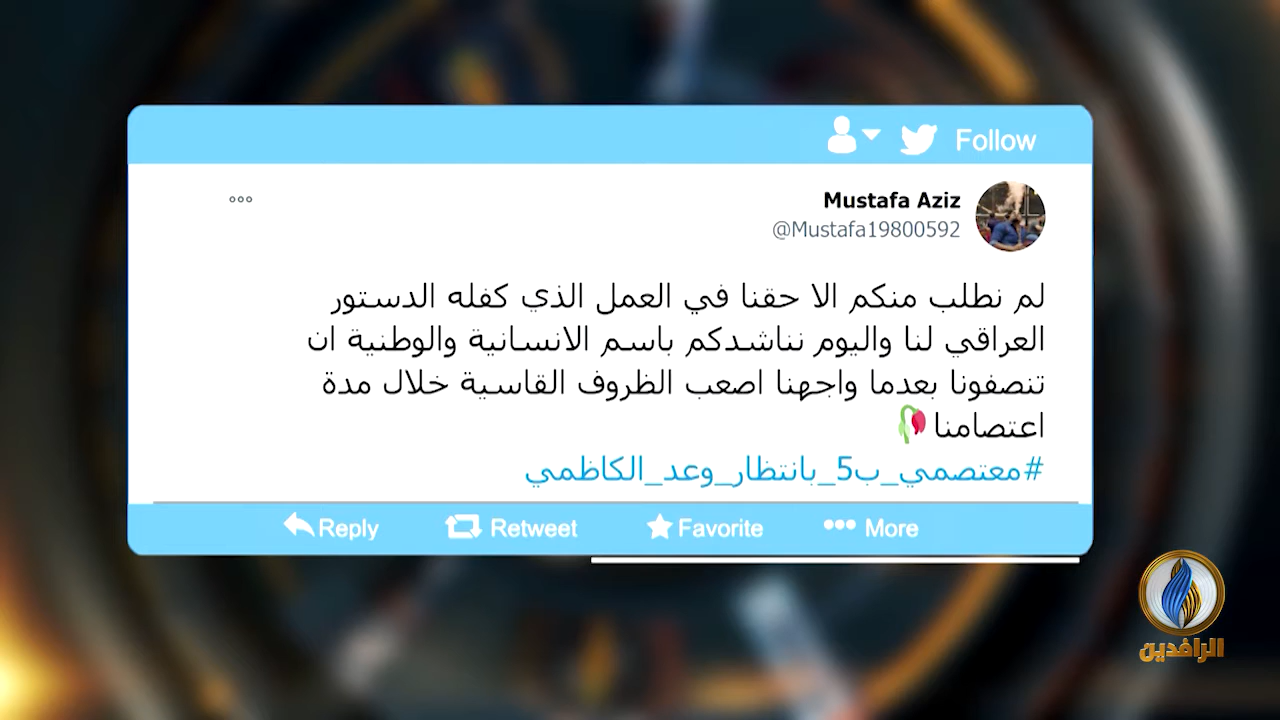 Follow
Mustafa Aziz
@Mustafa19800592
لم نطلب منكم الا حقنا في العمل الذي كفله الدستور
العراقي لنا واليوم نناشدكم باسم الانسانية والوطنية ان
تنصفونا بعدما واجهنا اصعب الظروف القاسية خلال مدة
اعتصامنا🥀
#معتصمي_ب5_بانتظار_وعد_الكاظمي
Reply Retweet Favorite More
الرافدين